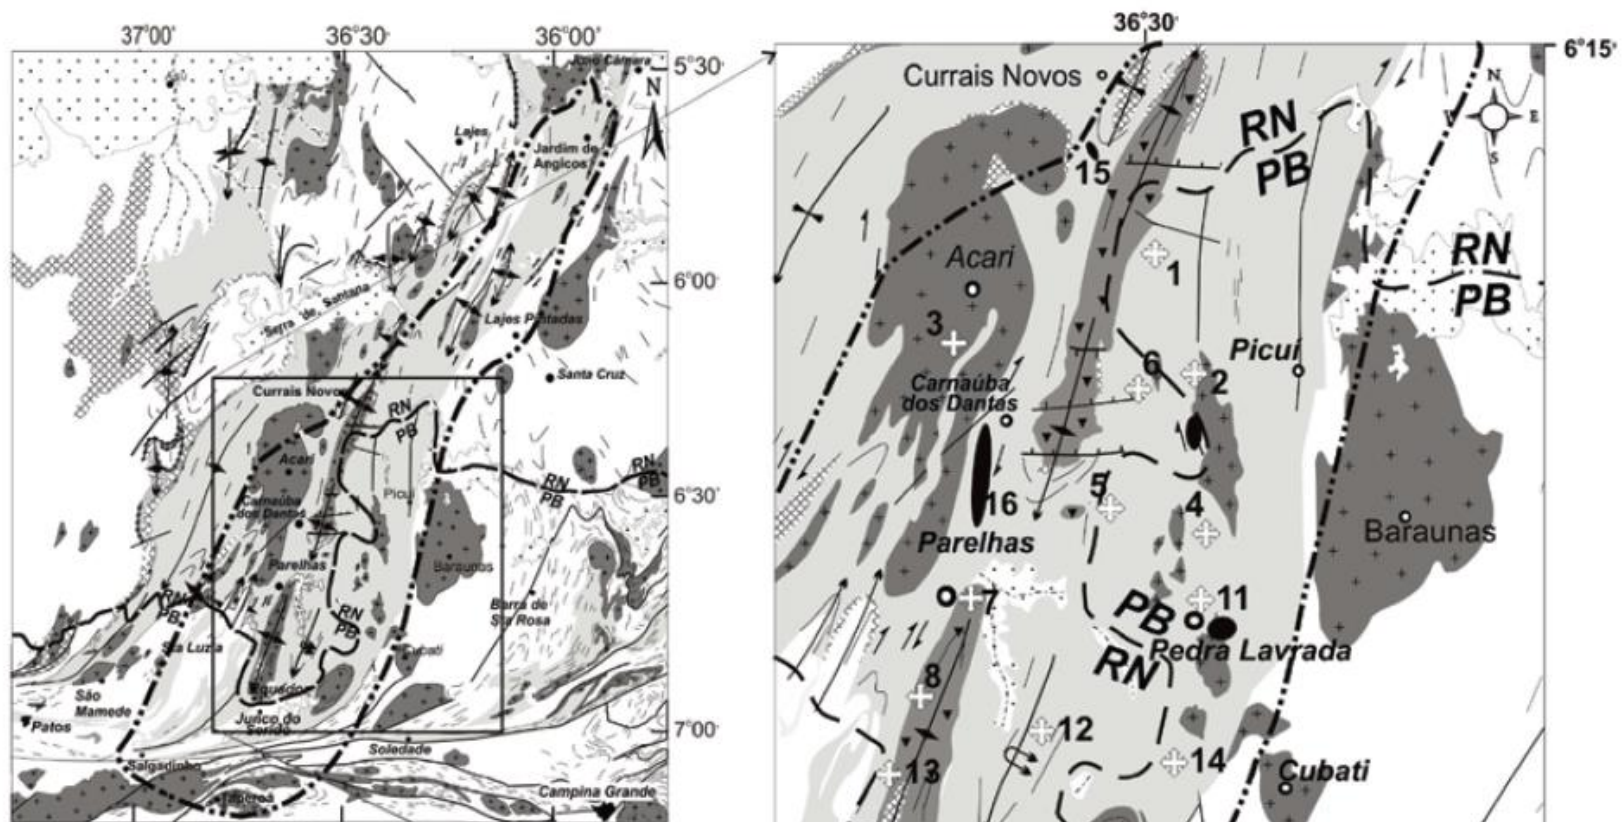 37°00'
36°30'
36°00'
5°30'
N
João Câmara
Lajes
Jardim de
Angicos
6°00'
Serra de Santana
Lajes Pintadas
Santa Cruz
Currais Novos
RN
PB
Acari
RN
PB
RN
PB
Picuí
6°30'
Carnaúba
dos Dantas
Parelhas
Baraunas
Barra de
Sta Rosa
RN
PB
RN
PB
Sta Luzia
Cubati
Equador
São
Mamede
Patos
Junco do
Seridó
7°00'
Soledade
Salgadinho
Taperoá
Campina Grande
36°30'
6°15'
Currais Novos
N
V
E
S
RN
PB
15
Acari
1
RN
PB
3
6
2
Picuí
Carnaúba
dos Dantas
5
16
4
Parelhas
Baraunas
7
11
PB
RN
Pedra Lavrada
8
12
13
14
Cubati